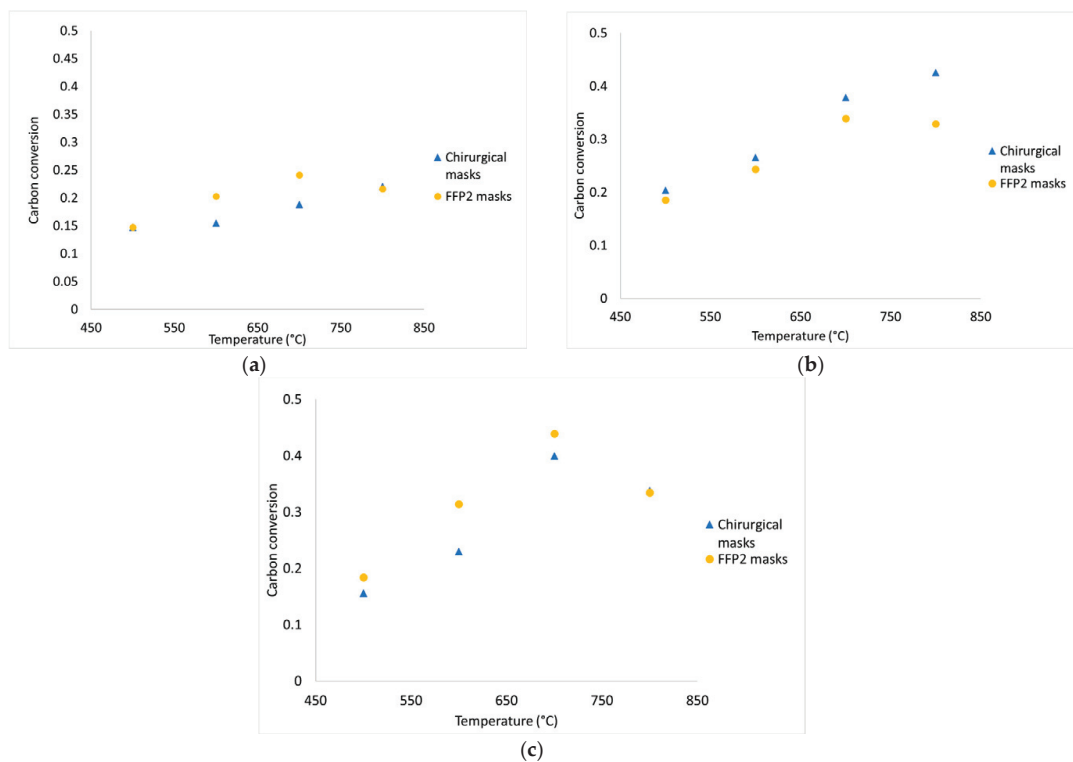 0.5
0.45
0.4
0.35
0.3
0.25
0.2
0.15
0.1
0.05
0
Carbon conversion
450 550 650 750 850
Temperature (°C)
Chirurgical
masks
FFP2 masks
(a)
0.5
0.4
0.3
0.2
0.1
0
Carbon conversion
450 550 650 750 850
Temperature (°C)
Chirurgical
masks
FFP2 masks
(b)
0.5
0.4
0.3
0.2
0.1
0
Carbon conversion
450 550 650 750 850
Temperature (°C)
Chirurgical
masks
FFP2 masks
(c)